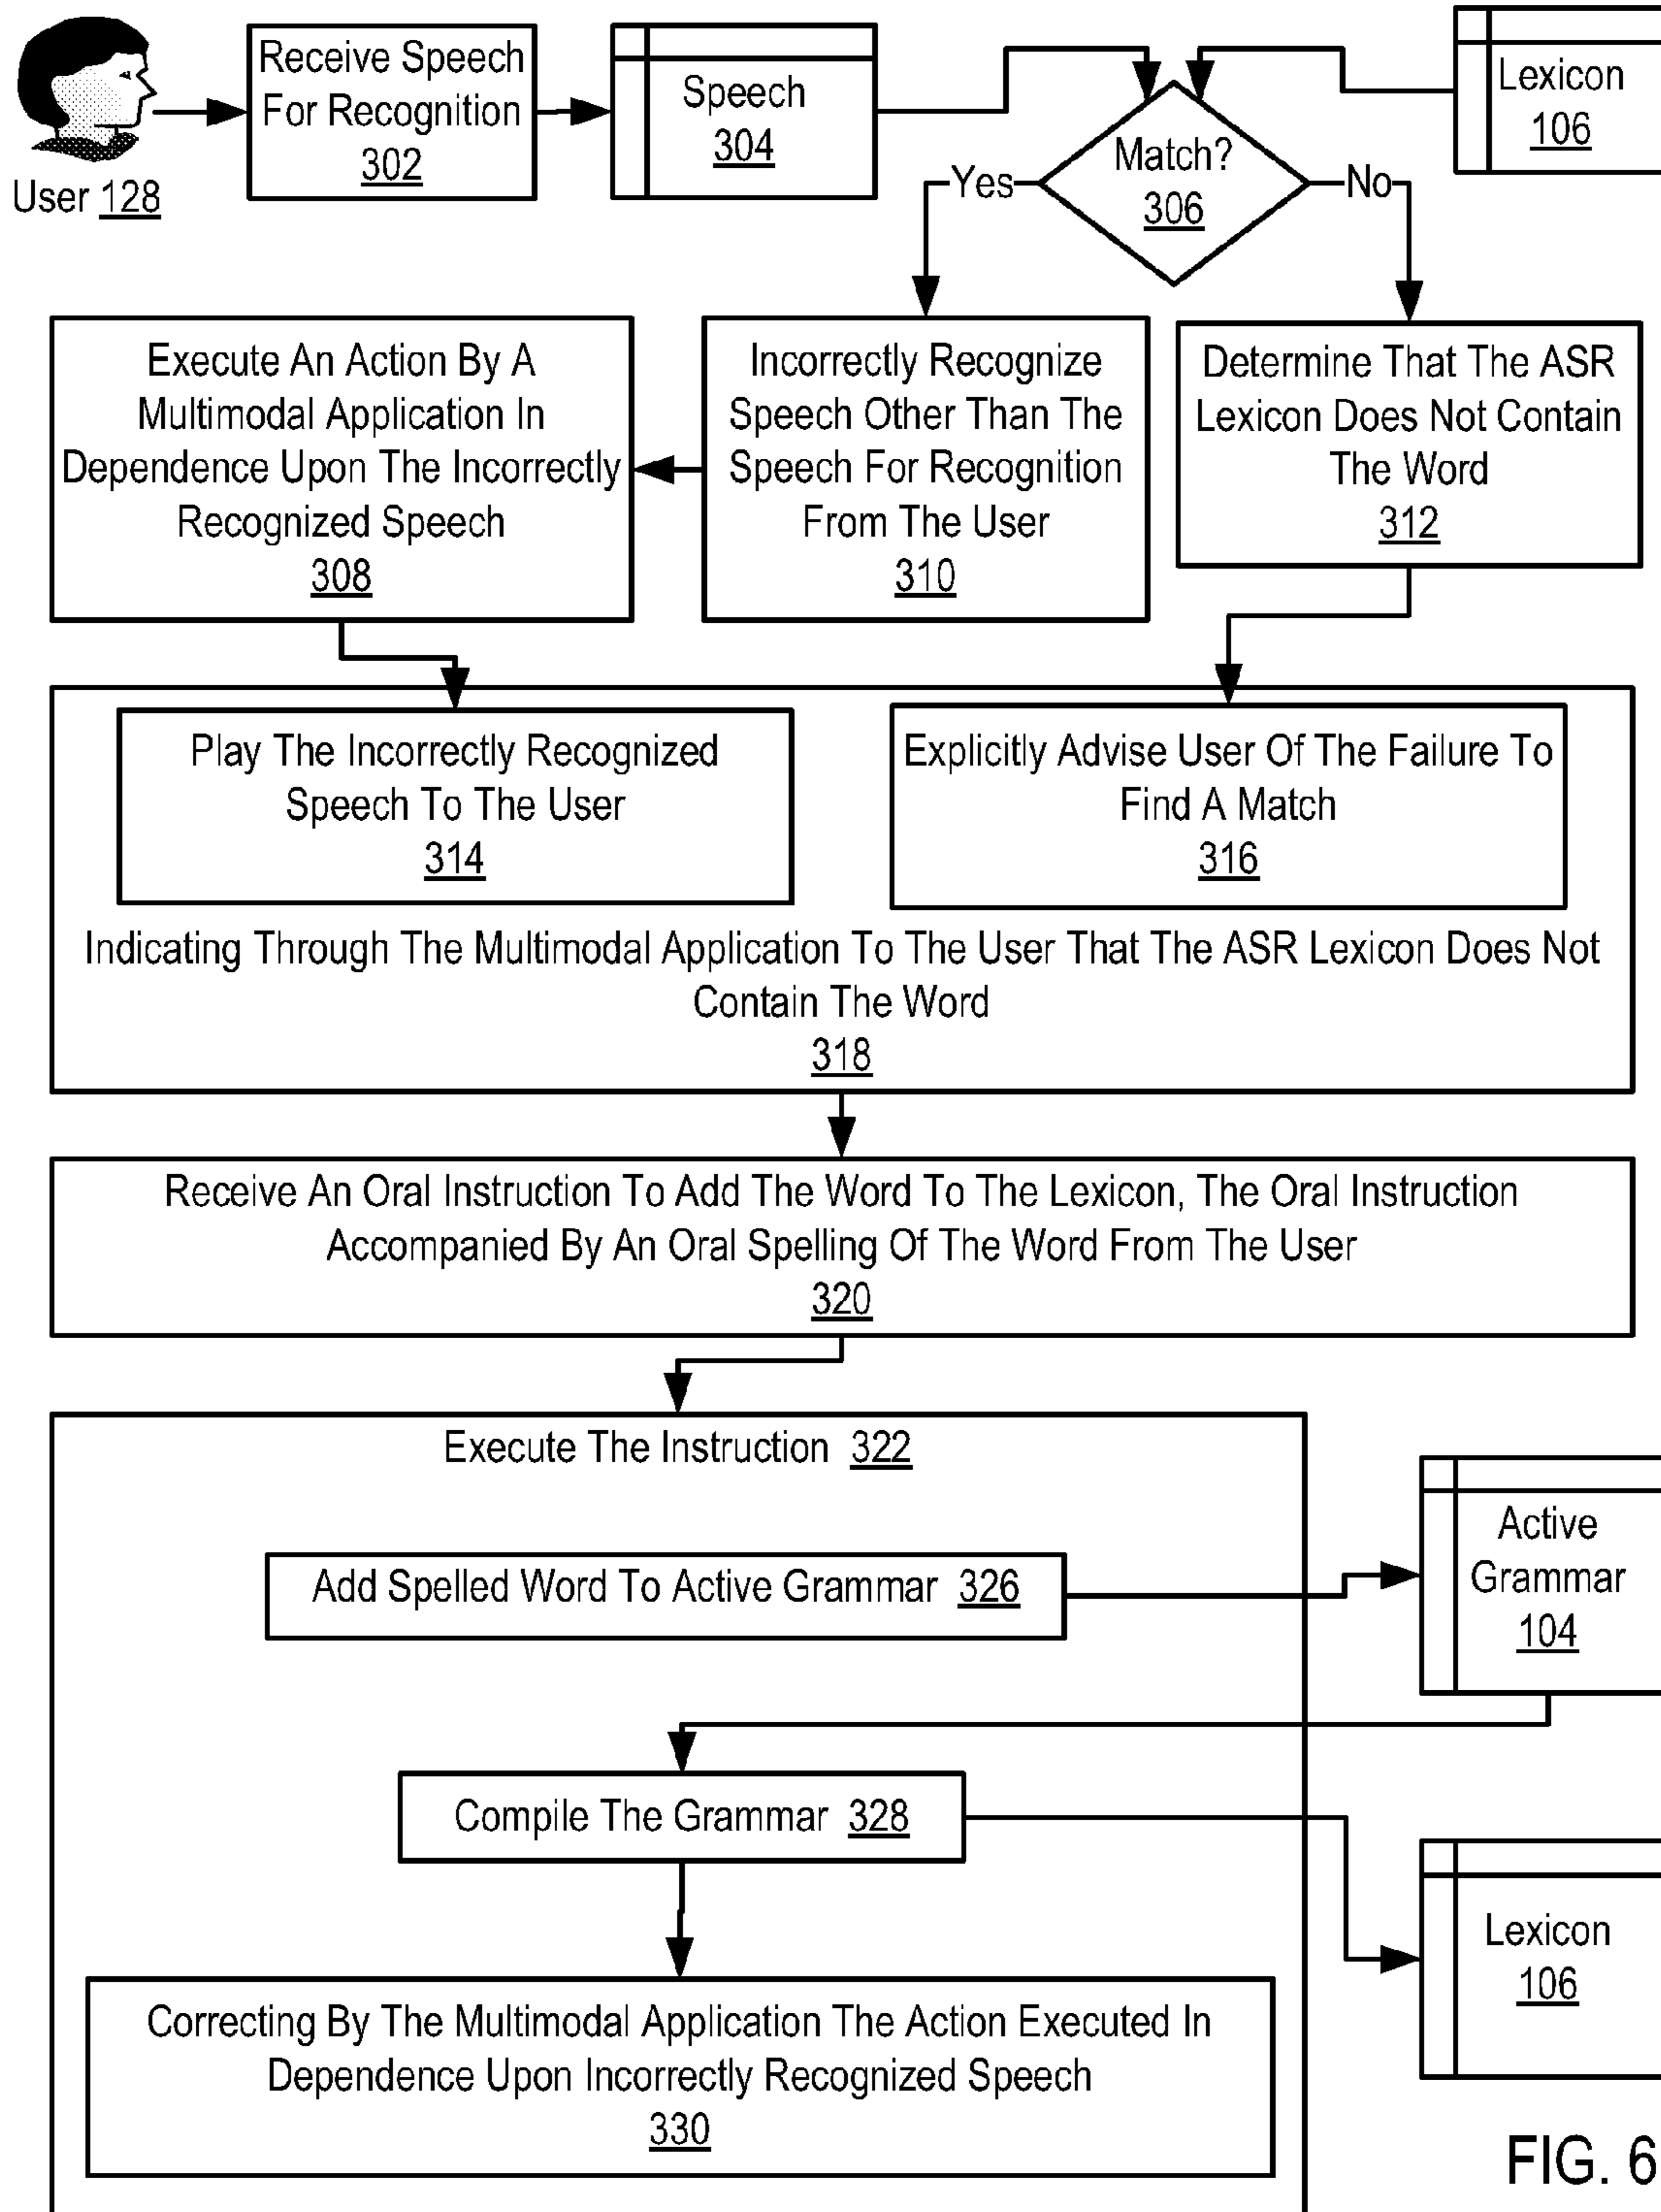 Receive Speech
For Recognition
302
Speech
304
Lexicon
106
Match?
306
Yes
No
User 128
Execute An Action By A
Multimodal Application In
Dependence Upon The Incorrectly
Recognized Speech
308
Incorrectly Recognize
Speech Other Than The
Speech For Recognition
From The User
310
Determine That The ASR
Lexicon Does Not Contain
The Word
312
Play The Incorrectly Recognized
Speech To The User
314
Explicitly Advise User Of The Failure To
Find A Match
316
Indicating Through The Multimodal Application To The User That The ASR Lexicon Does Not
Contain The Word
318
Receive An Oral Instruction To Add The Word To The Lexicon, The Oral Instruction
Accompanied By An Oral Spelling Of The Word From The User
320
Execute The Instruction 322
Add Spelled Word To Active Grammar 326
Active
Grammar
104
Compile The Grammar 328
Lexicon
106
Correcting By The Multimodal Application The Action Executed In
Dependence Upon Incorrectly Recognized Speech
330
FIG. 6